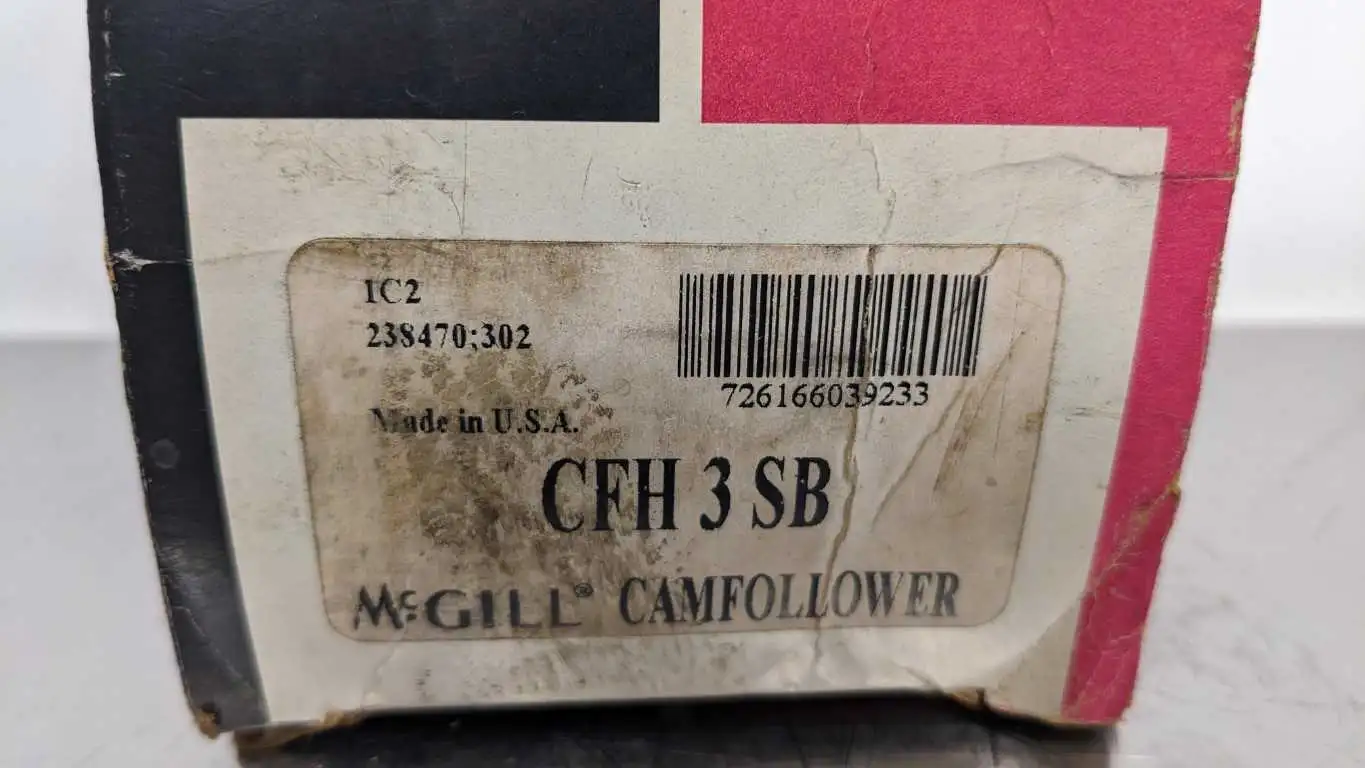 IC2
238470;302
726166039233
Made in U.S.A.
CFH 3 SB
McGILL® CAMFOLLOWER